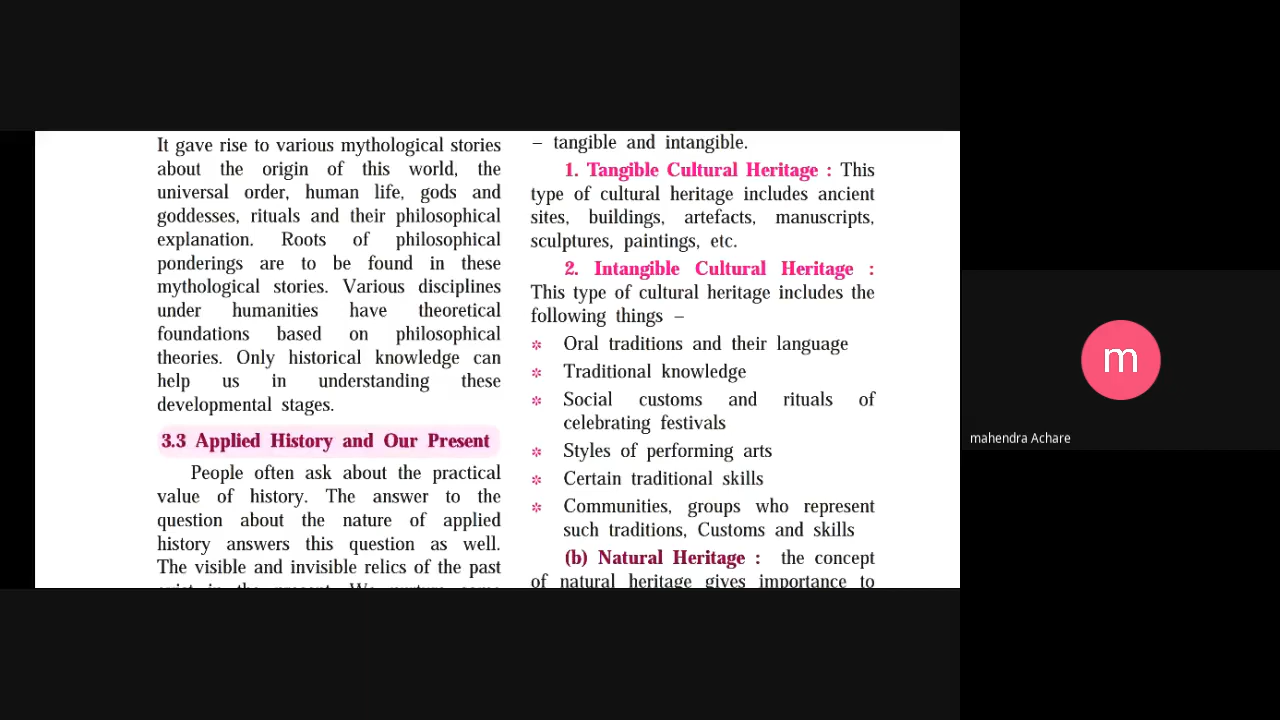 It gave rise to various mythological stories
about the origin of this world, the
universal order, human life, gods and
goddesses, rituals and their philosophical
explanation. Roots of philosophical
ponderings are to be found in these
mythological stories. Various disciplines
under humanities have theoretical
foundations based on philosophical
theories. Only historical knowledge can
help us in understanding these
developmental stages.
3.3 Applied History and Our Present
People often ask about the practical
value of history. The answer to the
question about the nature of applied
history answers this question as well.
The visible and invisible relics of the past
exist in the present. We nurture some
– tangible and intangible.
1. Tangible Cultural Heritage : This
type of cultural heritage includes ancient
sites, buildings, artefacts, manuscripts,
sculptures, paintings, etc.
2. Intangible Cultural Heritage :
This type of cultural heritage includes the
following things –
* Oral traditions and their language
* Traditional knowledge
* Social customs and rituals of
celebrating festivals
* Styles of performing arts
* Certain traditional skills
* Communities, groups who represent
such traditions, Customs and skills
(b) Natural Heritage : the concept
of natural heritage gives importance to
m
mahendra Achare